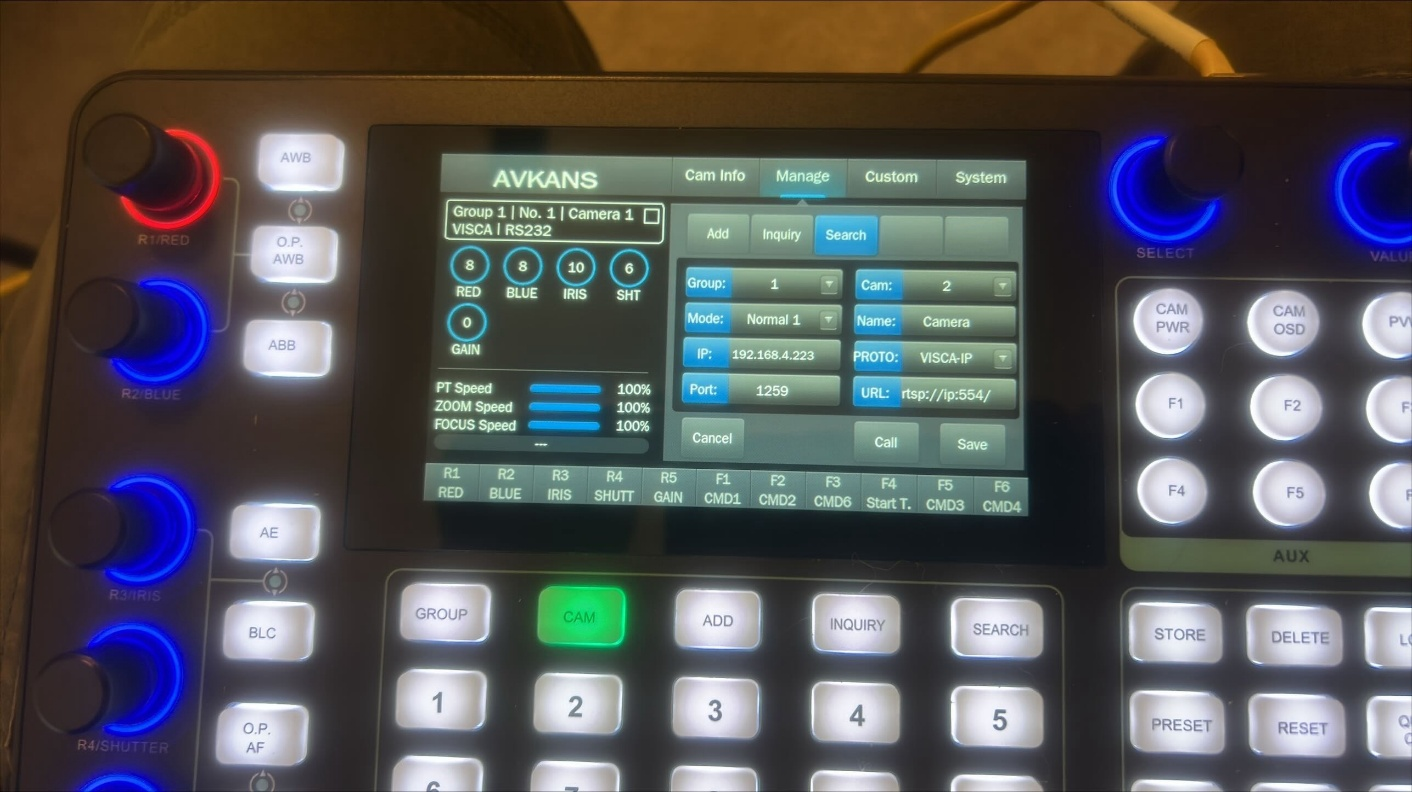 AVKANS
Cam Info
Manage
Custom
System
Group 1 | No. 1 | Camera 1
VISCA | RS232
8
8
10
6
RED
BLUE
IRIS
SHT
0
GAIN
PT Speed 100%
ZOOM Speed 100%
FOCUS Speed 100%
---
Add
Inquiry
Search
Group: 1
Cam: 2
Mode: Normal 1
Name: Camera
IP: 192.168.4.223
PROTO: VISCA-IP
Port: 1259
URL: rtsp://ip:554/
Cancel
Call
Save
R1 R2 R3 R4 R5 F1 F2 F3 F4 F5 F6
RED BLUE IRIS SHUTT GAIN CMD1 CMD2 CMD6 Start T. CMD3 CMD4
AWB
R1/RED
O.P.
AWB
ABB
R2/BLUE
AE
R3/IRIS
BLC
O.P.
AF
R4/SHUTTER
SELECT
VALU
CAM
PWR
CAM
OSD
PV
F1
F2
F4
F5
AUX
GROUP
CAM
ADD
INQUIRY
SEARCH
1
2
3
4
5
STORE
DELETE
PRESET
RESET